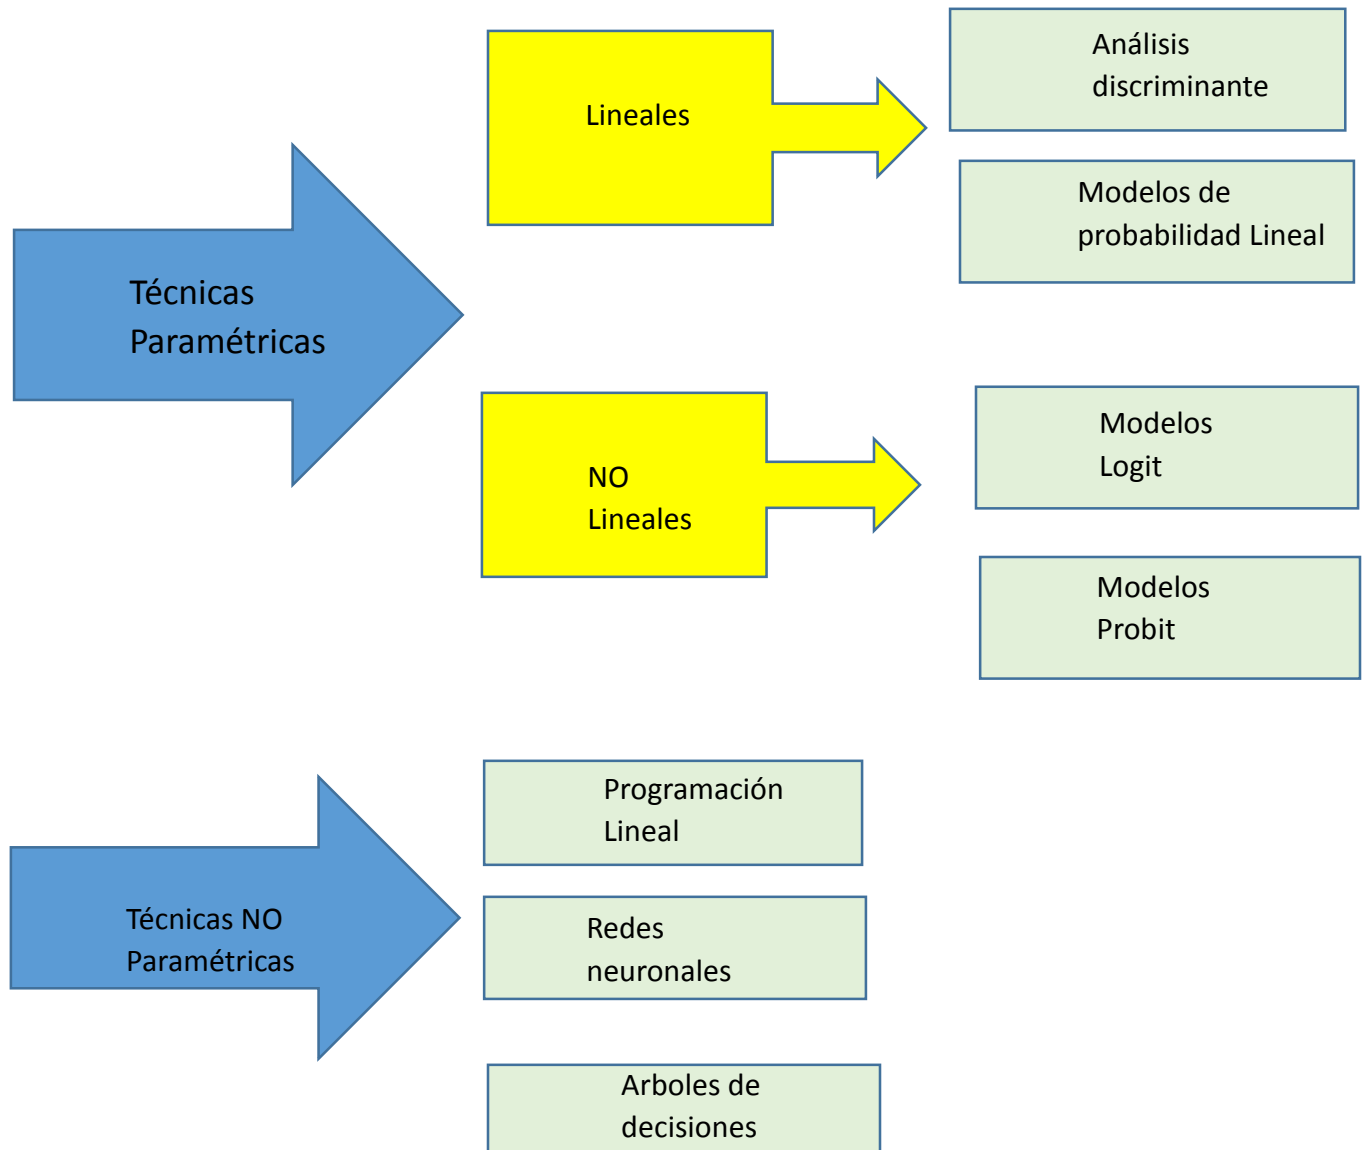 Técnicas
Paramétricas
Lineales
Análisis
discriminante
Modelos de
probabilidad Lineal
NO
Lineales
Modelos
Logit
Modelos
Probit
Técnicas NO
Paramétricas
Programación
Lineal
Redes
neuronales
Arboles de
decisiones